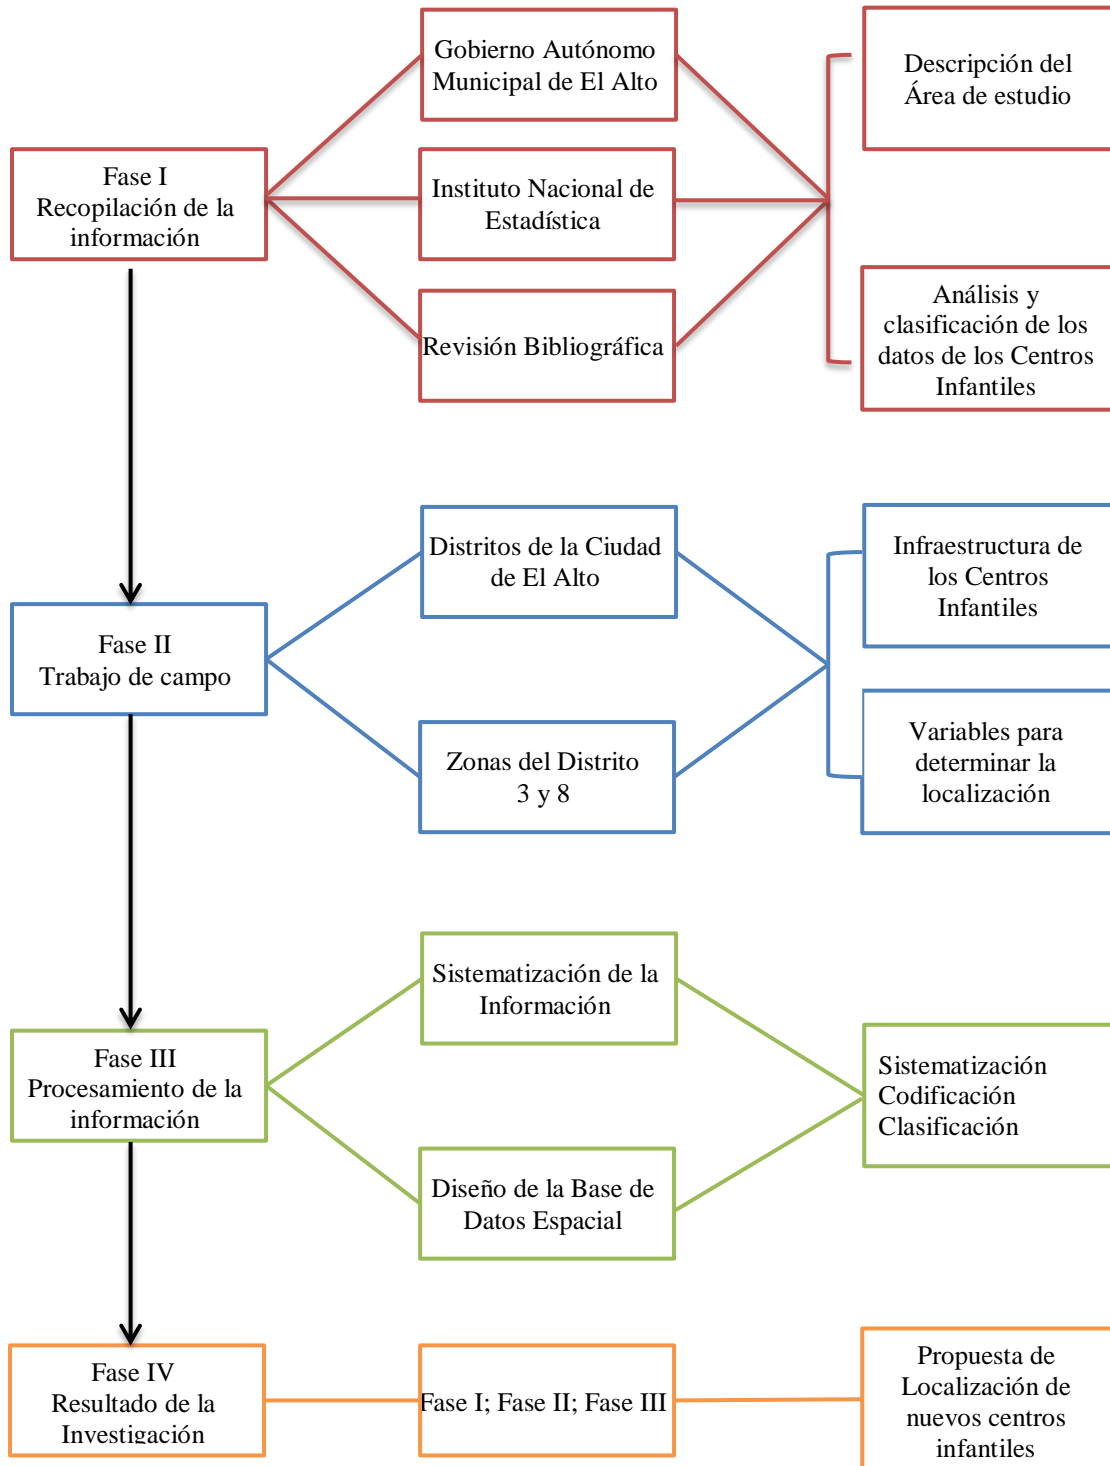 Gobierno Autónomo
Municipal de El Alto
Descripción del
Área de estudio
Fase I
Recopilación de la
información
Instituto Nacional de
Estadística
Revisión Bibliográfica
Análisis y
clasificación de los
datos de los Centros
Infantiles
Distritos de la Ciudad
de El Alto
Infraestructura de
los Centros
Infantiles
Fase II
Trabajo de campo
Zonas del Distrito
3 y 8
Variables para
determinar la
localización
Sistematización de la
Información
Fase III
Procesamiento de la
información
Sistematización
Codificación
Clasificación
Diseño de la Base de
Datos Espacial
Fase IV
Resultado de la
Investigación
Fase I; Fase II; Fase III
Propuesta de
Localización de
nuevos centros
infantiles